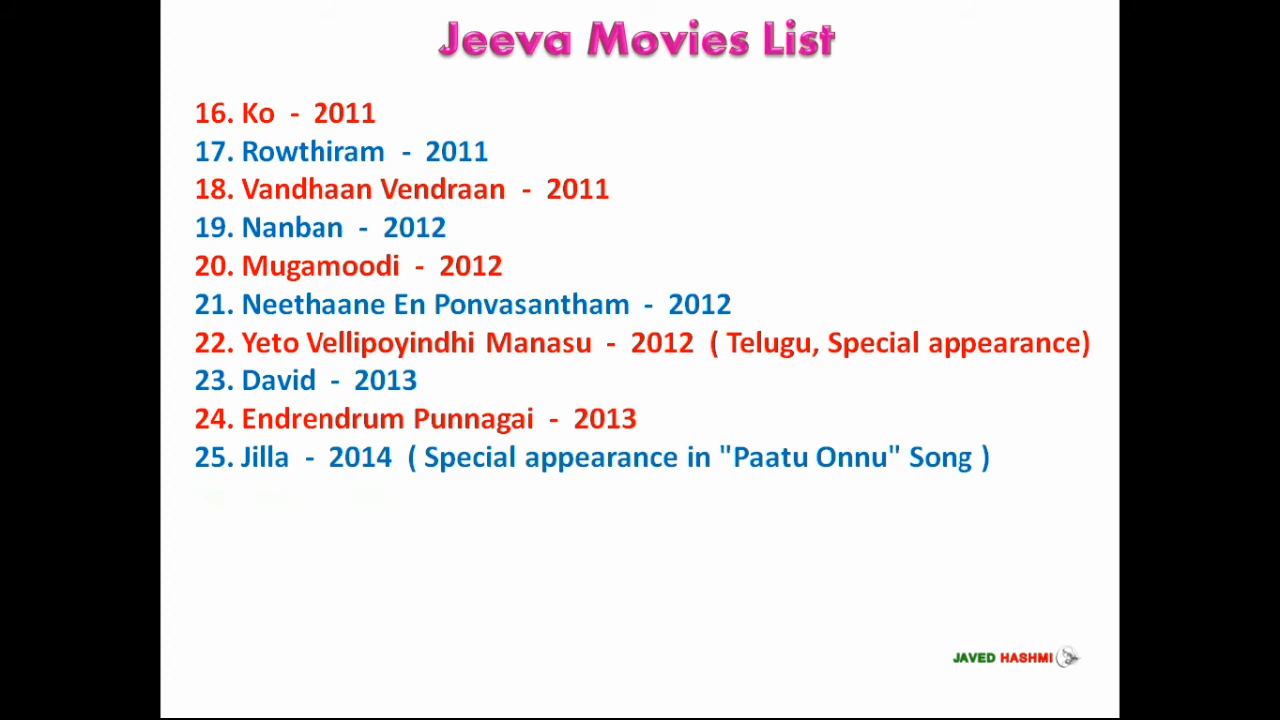 Jeeva Movies List
16. Ko - 2011
17. Rowthiram - 2011
18. Vandhaan Vendraan - 2011
19. Nanban - 2012
20. Mugamoodi - 2012
21. Neethaane En Ponvasantham - 2012
22. Yeto Vellipoyindhi Manasu - 2012 ( Telugu, Special appearance)
23. David - 2013
24. Endrendrum Punnagai - 2013
25. Jilla - 2014 ( Special appearance in "Paatu Onnu" Song )
JAVED HASHMI